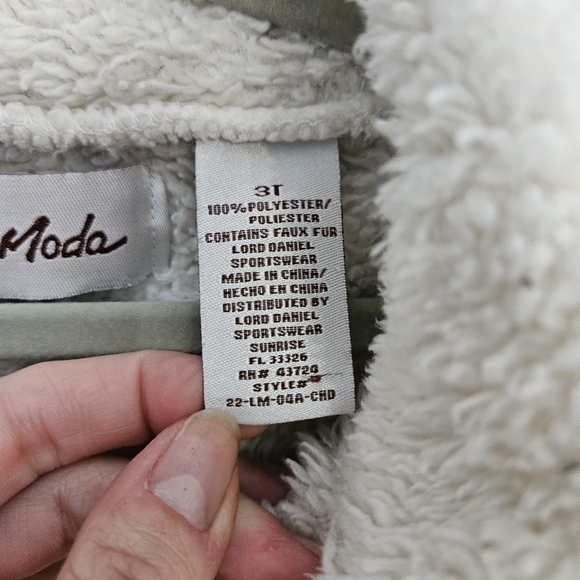 Moda
3T
100%POLYESTER/
POLIESTER
CONTAINS FAUX FUR
LORD DANIEL
SPORTSWEAR
MADE IN CHINA/
HECHO EN CHINA
DISTRIBUTED BY
LORD DANIEL
SPORTSWEAR
SUNRISE
FL 33326
RN# 43724
STYLE#
22-LM-04A-CHD